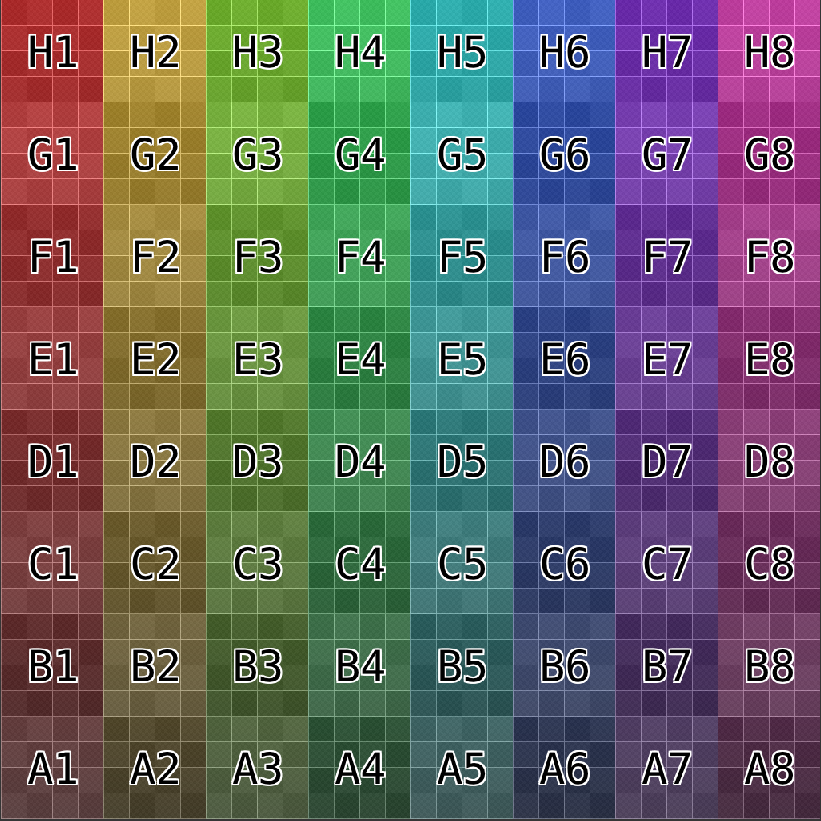 H1 H2 H3 H4 H5 H6 H7 H8
G1 G2 G3 G4 G5 G6 G7 G8
F1 F2 F3 F4 F5 F6 F7 F8
E1 E2 E3 E4 E5 E6 E7 E8
D1 D2 D3 D4 D5 D6 D7 D8
C1 C2 C3 C4 C5 C6 C7 C8
B1 B2 B3 B4 B5 B6 B7 B8
A1 A2 A3 A4 A5 A6 A7 A8